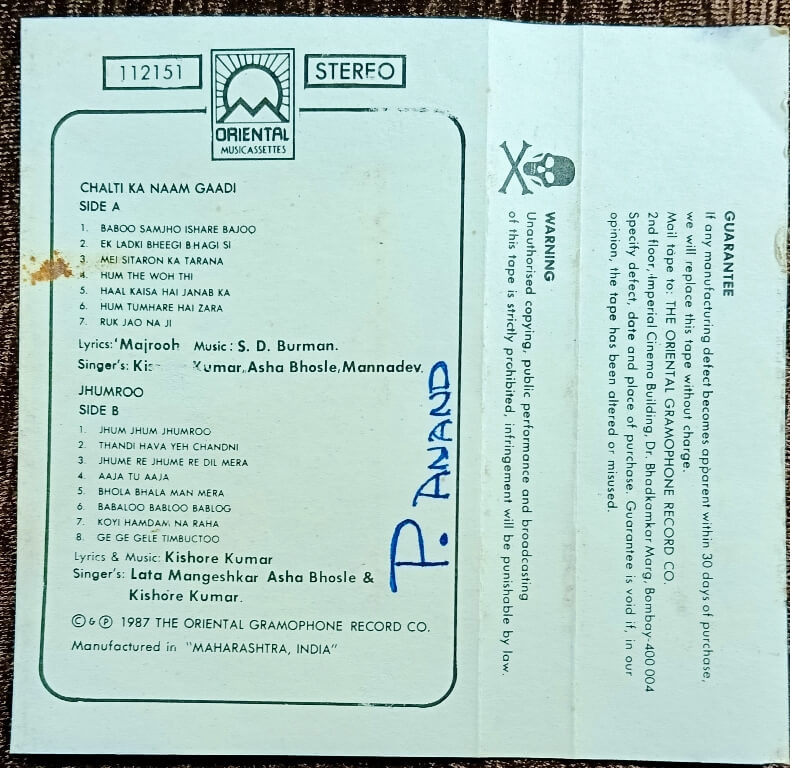 112151
ORIENTAL
MUSICASSETTES
STEREO
CHALTI KA NAAM GAADI
SIDE A
1. BABOO SAMJHO ISHARE BAJOO
2. EK LADKI BHEEGI BHAGI SI
3. MEI SITARON KA TARANA
4. HUM THE WOH THI
5. HAAL KAISA HAI JANAB KA
6. HUM TUMHARE HAI ZARA
7. RUK JAO NA JI
Lyrics: 'Majrooh Music: S. D. Burman.
Singer's: Kis Kumar, Asha Bhosle, Mannadev.
JHUMROO
SIDE B
1. JHUM JHUM JHUMROO
2. THANDI HAVA YEH CHANDNI
3. JHUME RE JHUME RE DIL MERA
4. AAJA TU AAJA
5. BHOLA BHALA MAN MERA
6. BABALOO BABLOO BABLOG
7. KOYI HAMDAM NA RAHA
8. GE GE GELE TIMBUCTOO
Lyrics & Music: Kishore Kumar
Singer's: Lata Mangeshkar Asha Bhosle &
Kishore Kumar.
© & ℗ 1987 THE ORIENTAL GRAMOPHONE RECORD CO.
Manufactured in "MAHARASHTRA, INDIA"
P. ANAND
WARNING
Unauthorised copying, public performance and broadcasting
of this tape is strictly prohibited, infringement will be punishable by law.
GUARANTEE
If any manufacturing defect becomes apparent within 30 days of purchase,
we will replace this tape without charge.
Mail tape to: THE ORIENTAL GRAMOPHONE RECORD CO.
2nd floor, Imperial Cinema Building, Dr. Bhadkamkar Marg, Bombay-400 004
Specify defect, date and place of purchase. Guarantee is void if, in our
opinion, the tape has been altered or misused.